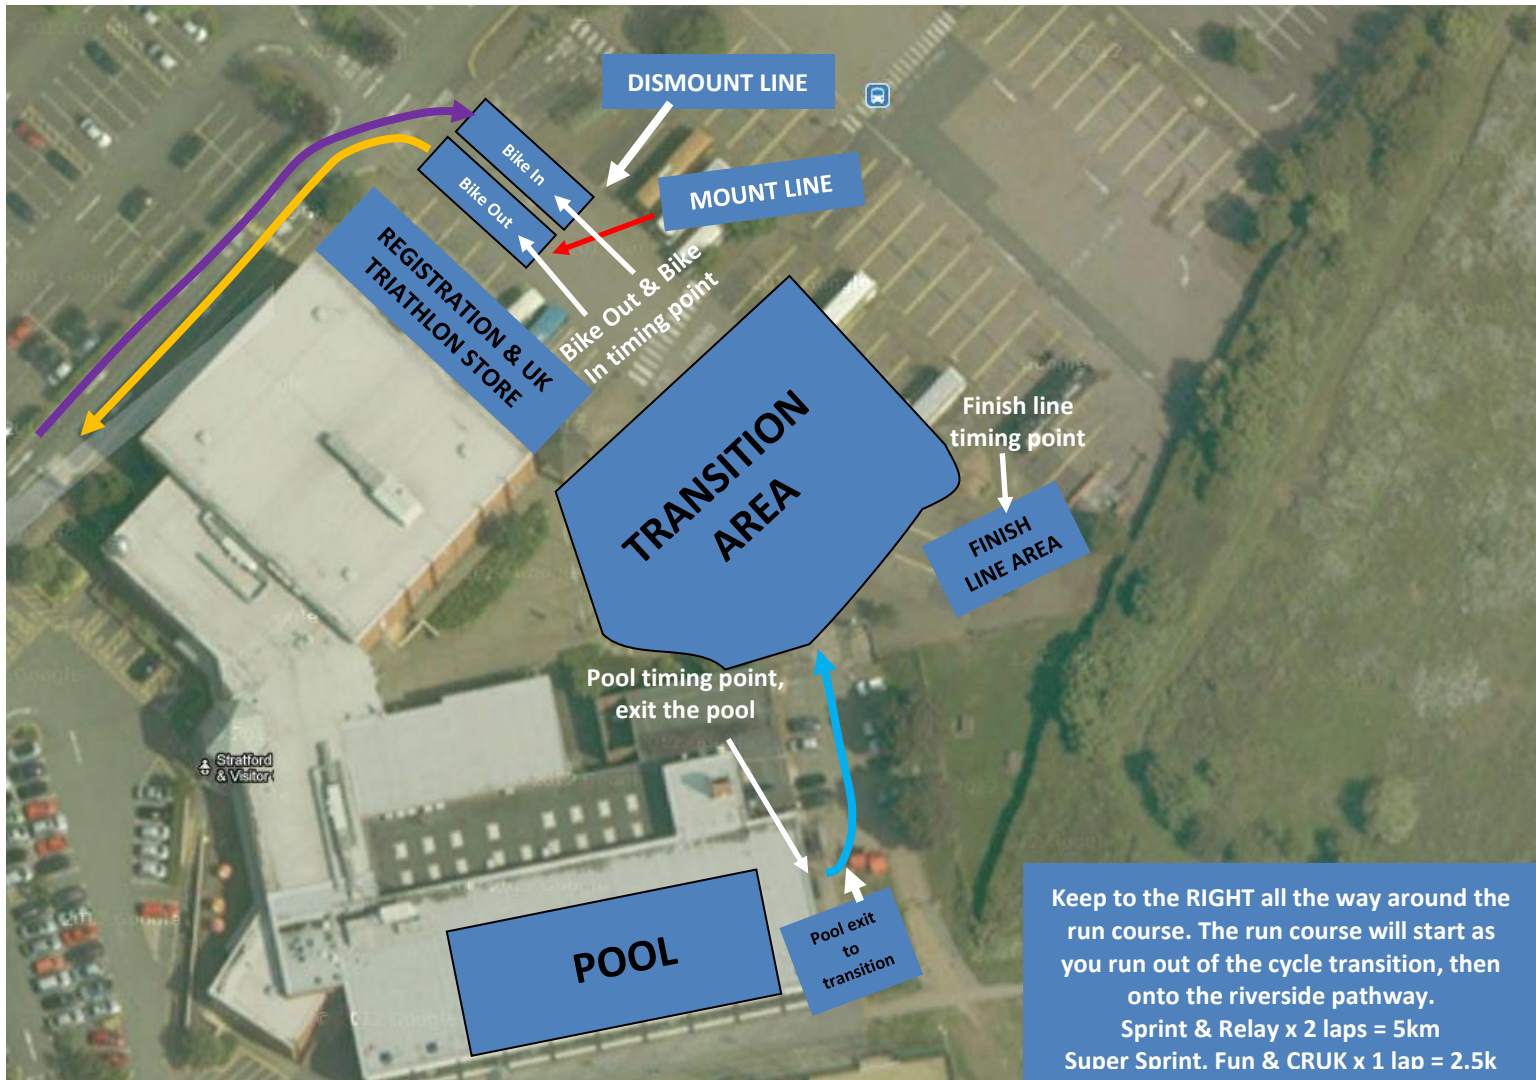 DISMOUNT LINE
MOUNT LINE
Bike In
Bike Out
REGISTRATION & UK
TRIATHLON STORE
Bike Out & Bike
In timing point
TRANSITION
AREA
Finish line
timing point
FINISH
LINE AREA
Pool timing point,
exit the pool
Stratford
& Visitor
POOL
Pool exit
to
transition
Keep to the RIGHT all the way around the
run course. The run course will start as
you run out of the cycle transition, then
onto the riverside pathway.
Sprint & Relay x 2 laps = 5km
Super Sprint, Fun & CRUK x 1 lap = 2.5k